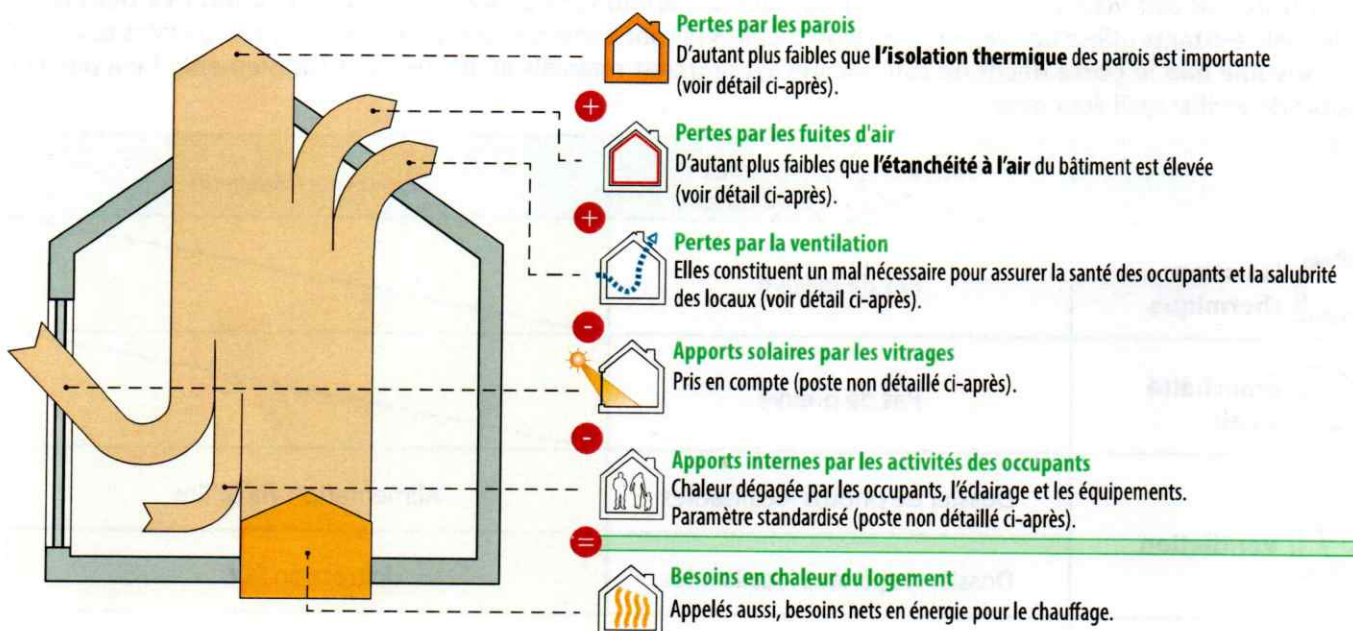 Pertes par les parois
D'autant plus faibles que l'isolation thermique des parois est importante
(voir détail ci-après).
+
Pertes par les fuites d'air
D'autant plus faibles que l'étanchéité à l'air du bâtiment est élevée
(voir détail ci-après).
+
Pertes par la ventilation
Elles constituent un mal nécessaire pour assurer la santé des occupants et la salubrité
des locaux (voir détail ci-après).
-
Apports solaires par les vitrages
Pris en compte (poste non détaillé ci-après).
-
Apports internes par les activités des occupants
Chaleur dégagée par les occupants, l'éclairage et les équipements.
Paramètre standardisé (poste non détaillé ci-après).
=
Besoins en chaleur du logement
Appelés aussi, besoins nets en énergie pour le chauffage.